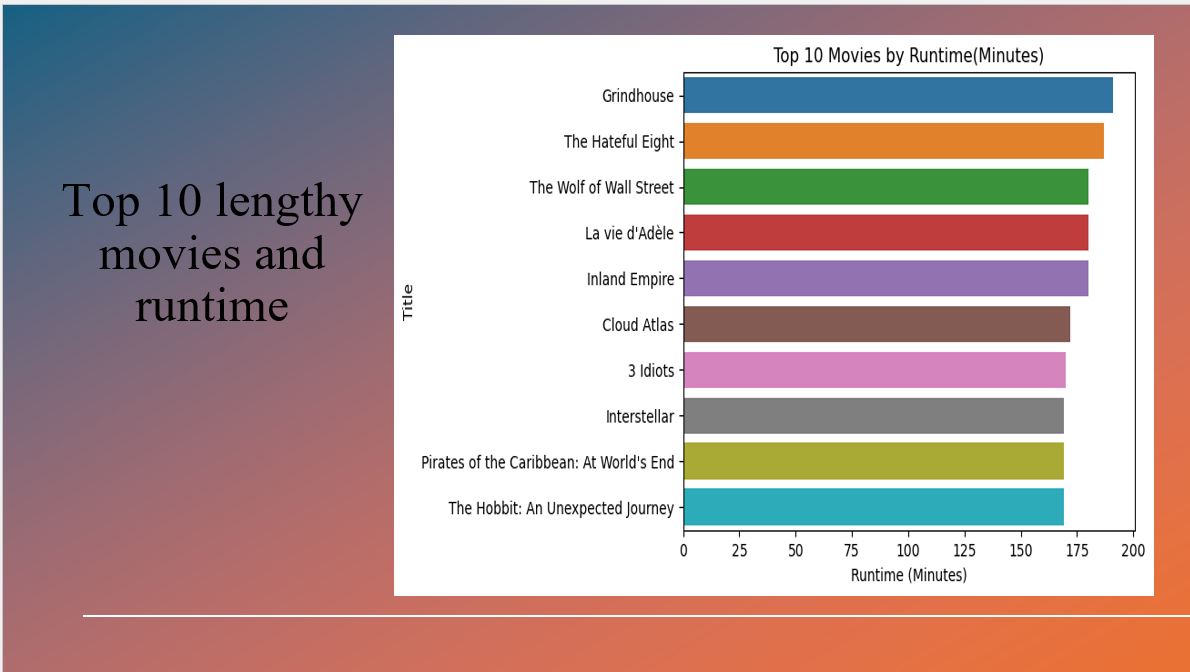 Top 10 lengthy
movies and
runtime
Top 10 Movies by Runtime(Minutes)
Title
Grindhouse
The Hateful Eight
The Wolf of Wall Street
La vie d'Adèle
Inland Empire
Cloud Atlas
3 Idiots
Interstellar
Pirates of the Caribbean: At World's End
The Hobbit: An Unexpected Journey
0 25 50 75 100 125 150 175 200
Runtime (Minutes)